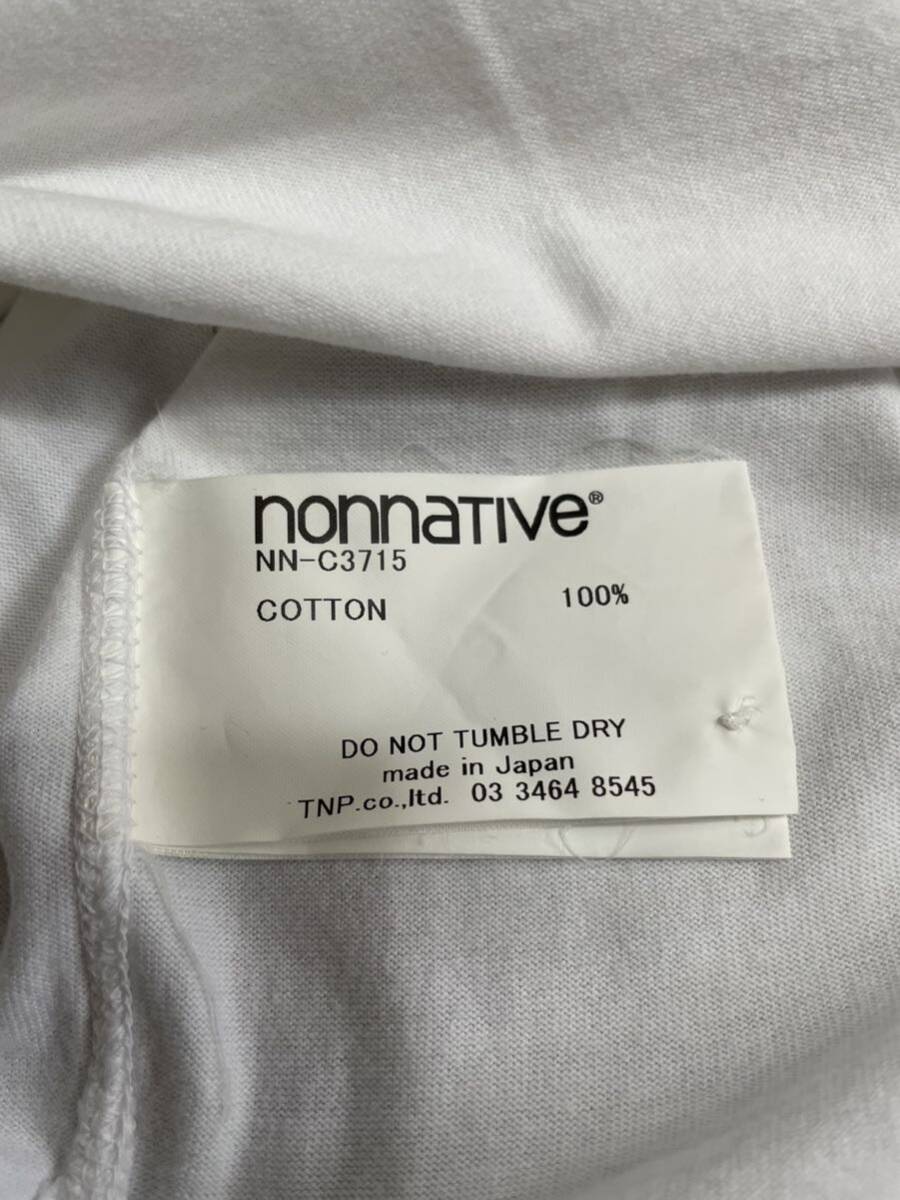 nonnative®
NN-C3715
COTTON 100%
DO NOT TUMBLE DRY
made in Japan
TNP.co.,ltd. 03 3464 8545